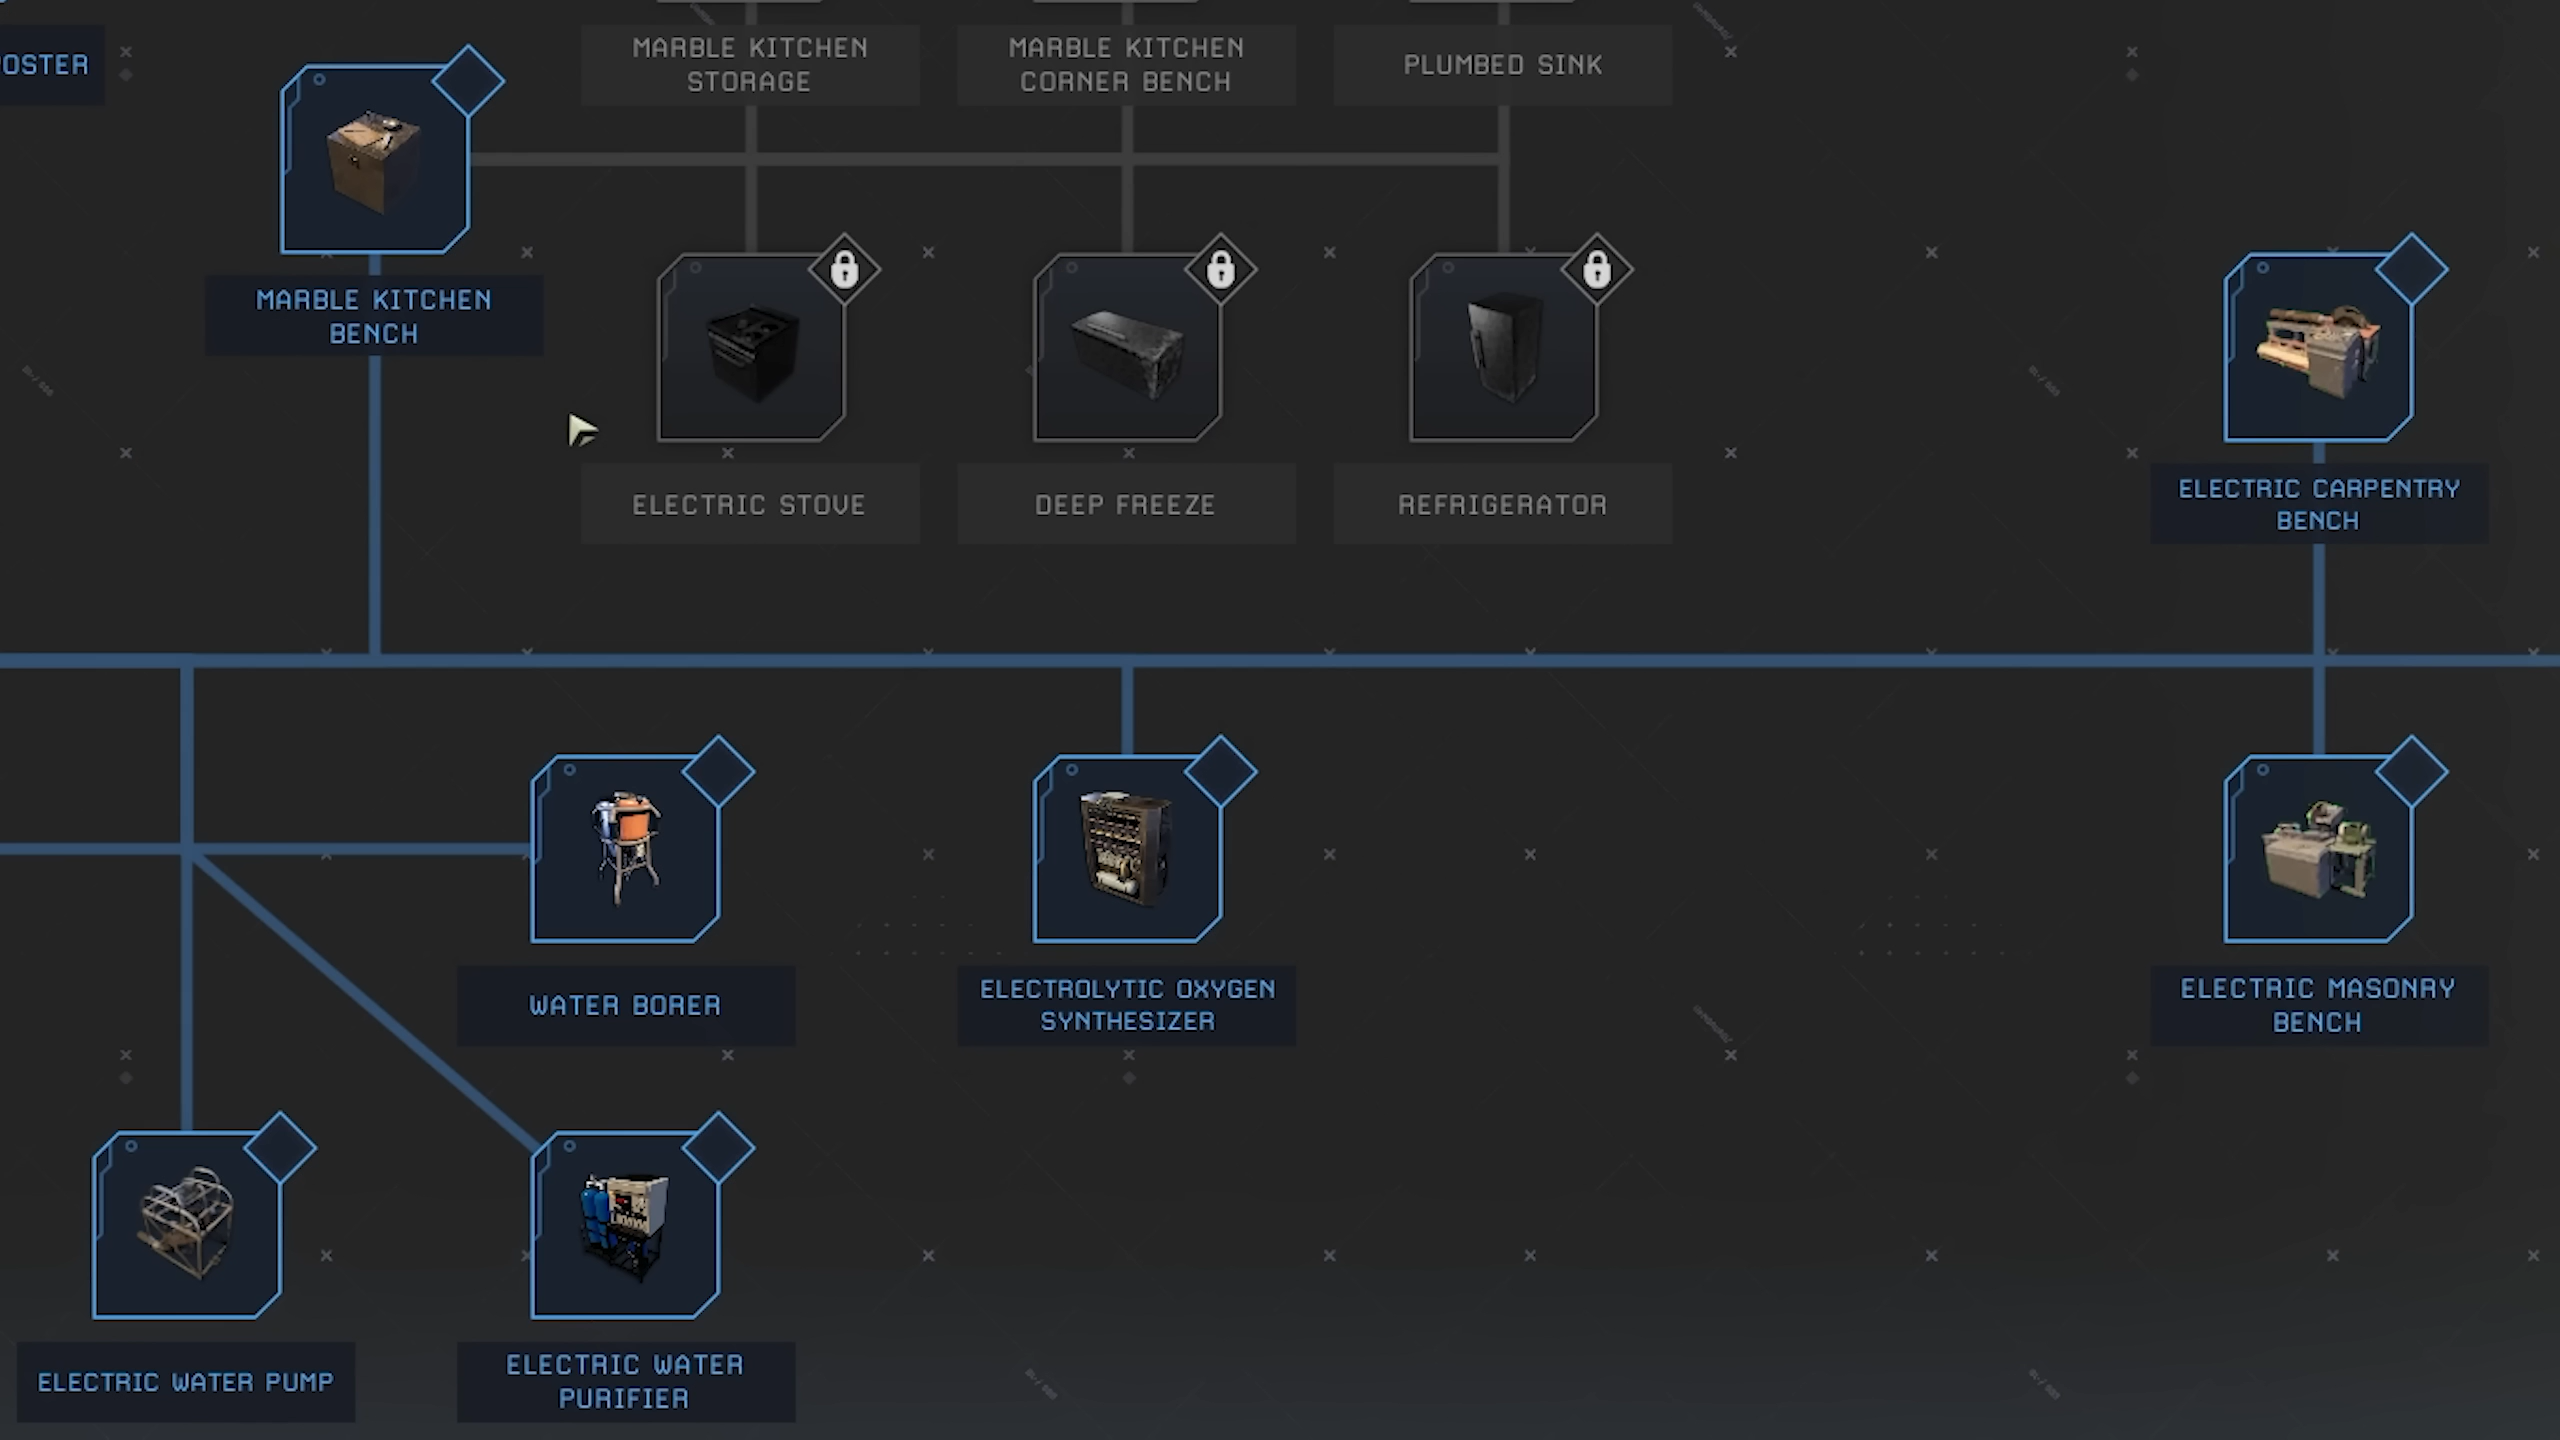 OSTER
MARBLE KITCHEN
STORAGE
MARBLE KITCHEN
CORNER BENCH
PLUMBED SINK
MARBLE KITCHEN
BENCH
ELECTRIC STOVE
DEEP FREEZE
REFRIGERATOR
ELECTRIC CARPENTRY
BENCH
WATER BORER
ELECTROLYTIC OXYGEN
SYNTHESIZER
ELECTRIC MASONRY
BENCH
ELECTRIC WATER PUMP
ELECTRIC WATER
PURIFIER